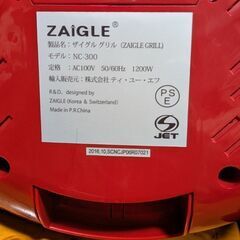 ZAIGLE®
製品名：ザイグル グリル（ZAIGLE GRILL）
モデル：NC-300
定格：AC100V 50/60Hz 1200W
輸入販売元：株式会社 ティ・ユー・エフ
R.&D., designed by
ZAIGLE (Korea & Switzerland)
Made in P.R.China
PSE
S JET
2016.10.SCNCJP06R07021